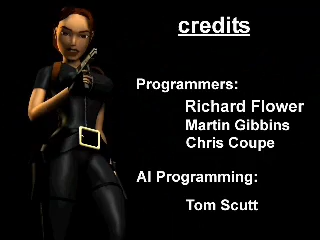 credits
Programmers:
Richard Flower
Martin Gibbins
Chris Coupe
AI Programming:
Tom Scutt